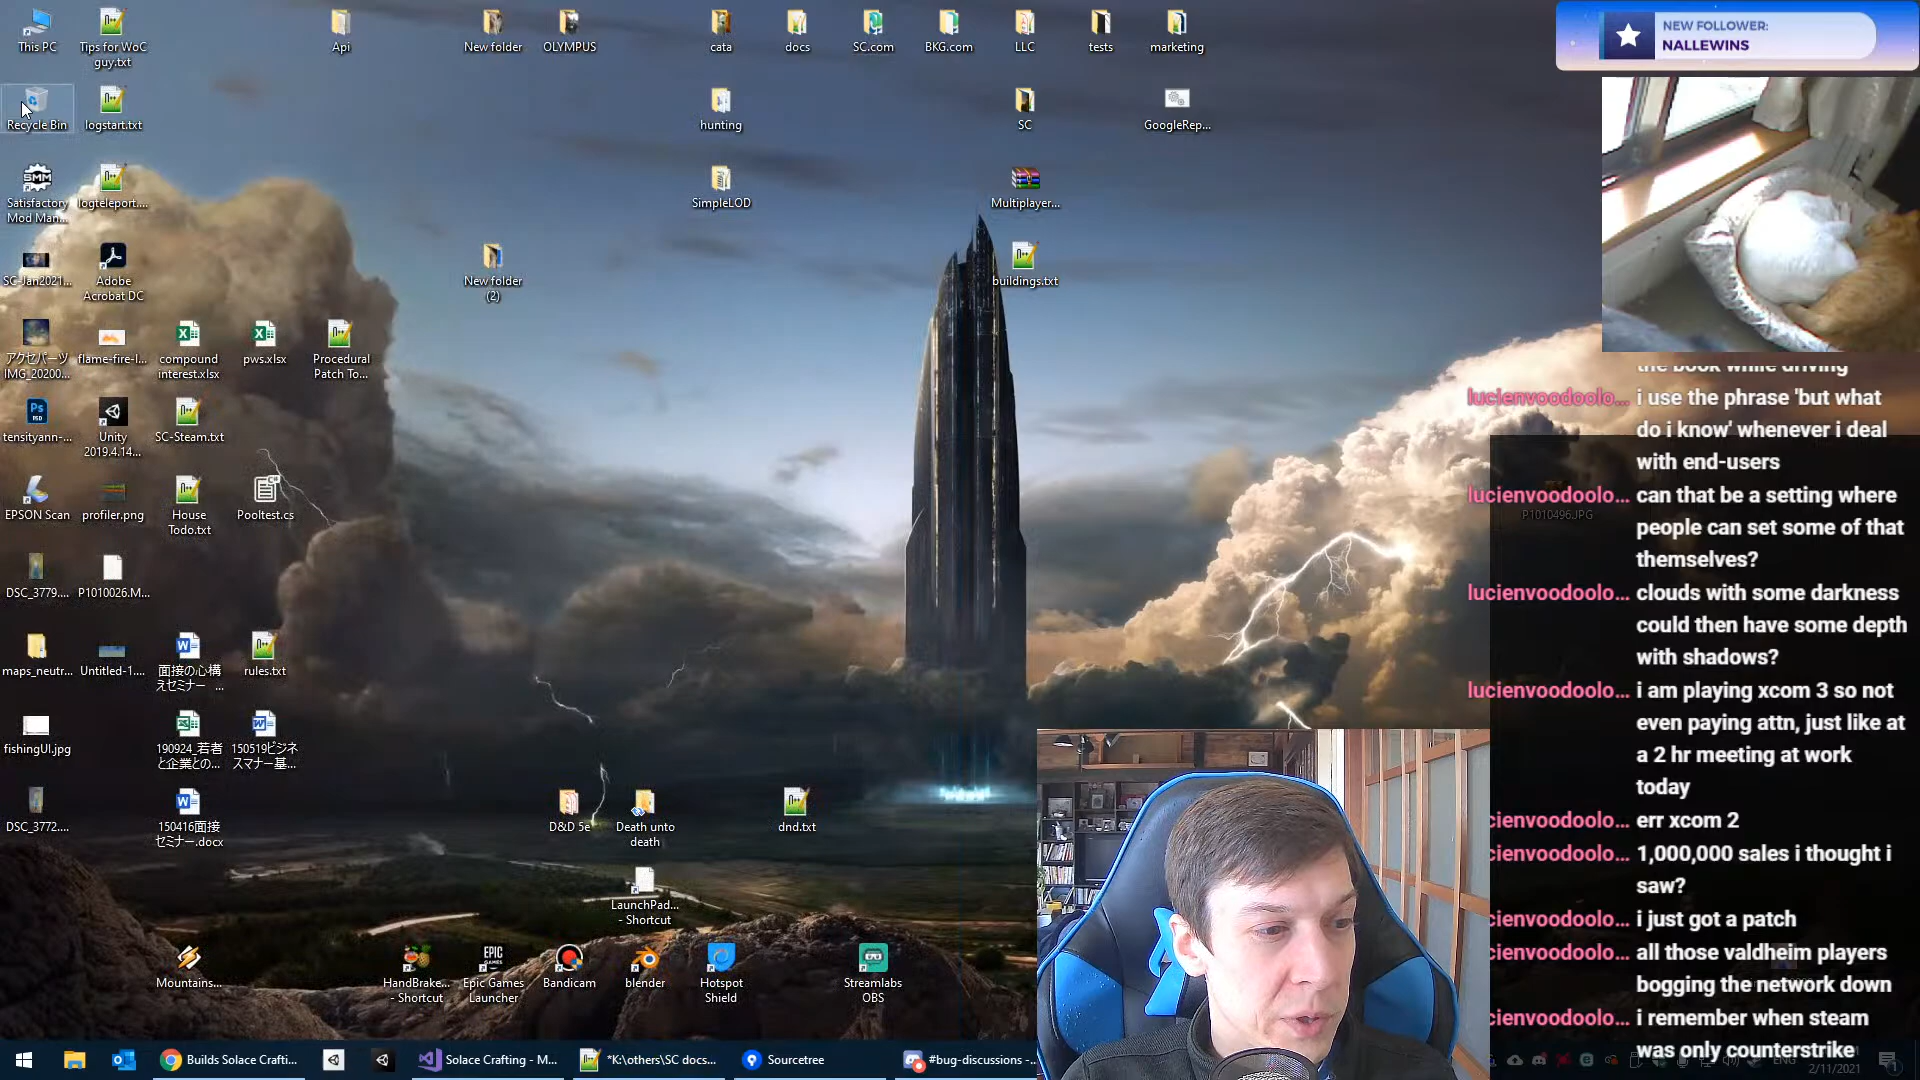 This PC
Tips for WoC
guy.txt
Api
New folder
OLYMPUS
cata
docs
SC.com
BKG.com
LLC
tests
marketing
NEW FOLLOWER:
NALLEWINS
Recycle Bin
logstart.txt
hunting
SC
GoogleRep...
Satisfactory
Mod Man...
logteleport....
SimpleLOD
Multiplayer...
SC-Jan2021...
Adobe
Acrobat DC
New folder
(2)
buildings.txt
アクセパーツ
IMG_20200...
flame-fire-l...
compound
interest.xlsx
pws.xlsx
Procedural
Patch To...
tensityann-...
Unity
2019.4.14...
SC-Steam.txt
EPSON Scan
profiler.png
House
Todo.txt
Pooltest.cs
DSC_3779....
P1010026.M...
maps_neutr...
Untitled-1....
面接の心構
えセミナー ...
rules.txt
fishingUI.jpg
190924_若者
と企業との...
150519ビジネ
スマナー基...
DSC_3772....
150416面接
セミナー.docx
D&D 5e
Death unto
death
dnd.txt
LaunchPad...
- Shortcut
Mountains...
HandBrake...
- Shortcut
Epic Games
Launcher
Bandicam
blender
Hotspot
Shield
Streamlabs
OBS
P1010496.JPG
the book while driving
lucienvoodoolo... i use the phrase 'but what
do i know' whenever i deal
with end-users
lucienvoodoolo... can that be a setting where
people can set some of that
themselves?
lucienvoodoolo... clouds with some darkness
could then have some depth
with shadows?
lucienvoodoolo... i am playing xcom 3 so not
even paying attn, just like at
a 2 hr meeting at work
today
cienvoodoolo... err xcom 2
cienvoodoolo... 1,000,000 sales i thought i
saw?
cienvoodoolo... i just got a patch
cienvoodoolo... all those valdheim players
bogging the network down
cienvoodoolo... i remember when steam
was only counterstrike
Builds Solace Crafti...
Solace Crafting - M...
*K:\others\SC docs...
Sourcetree
#bug-discussions -...
ENG
2/11/2021